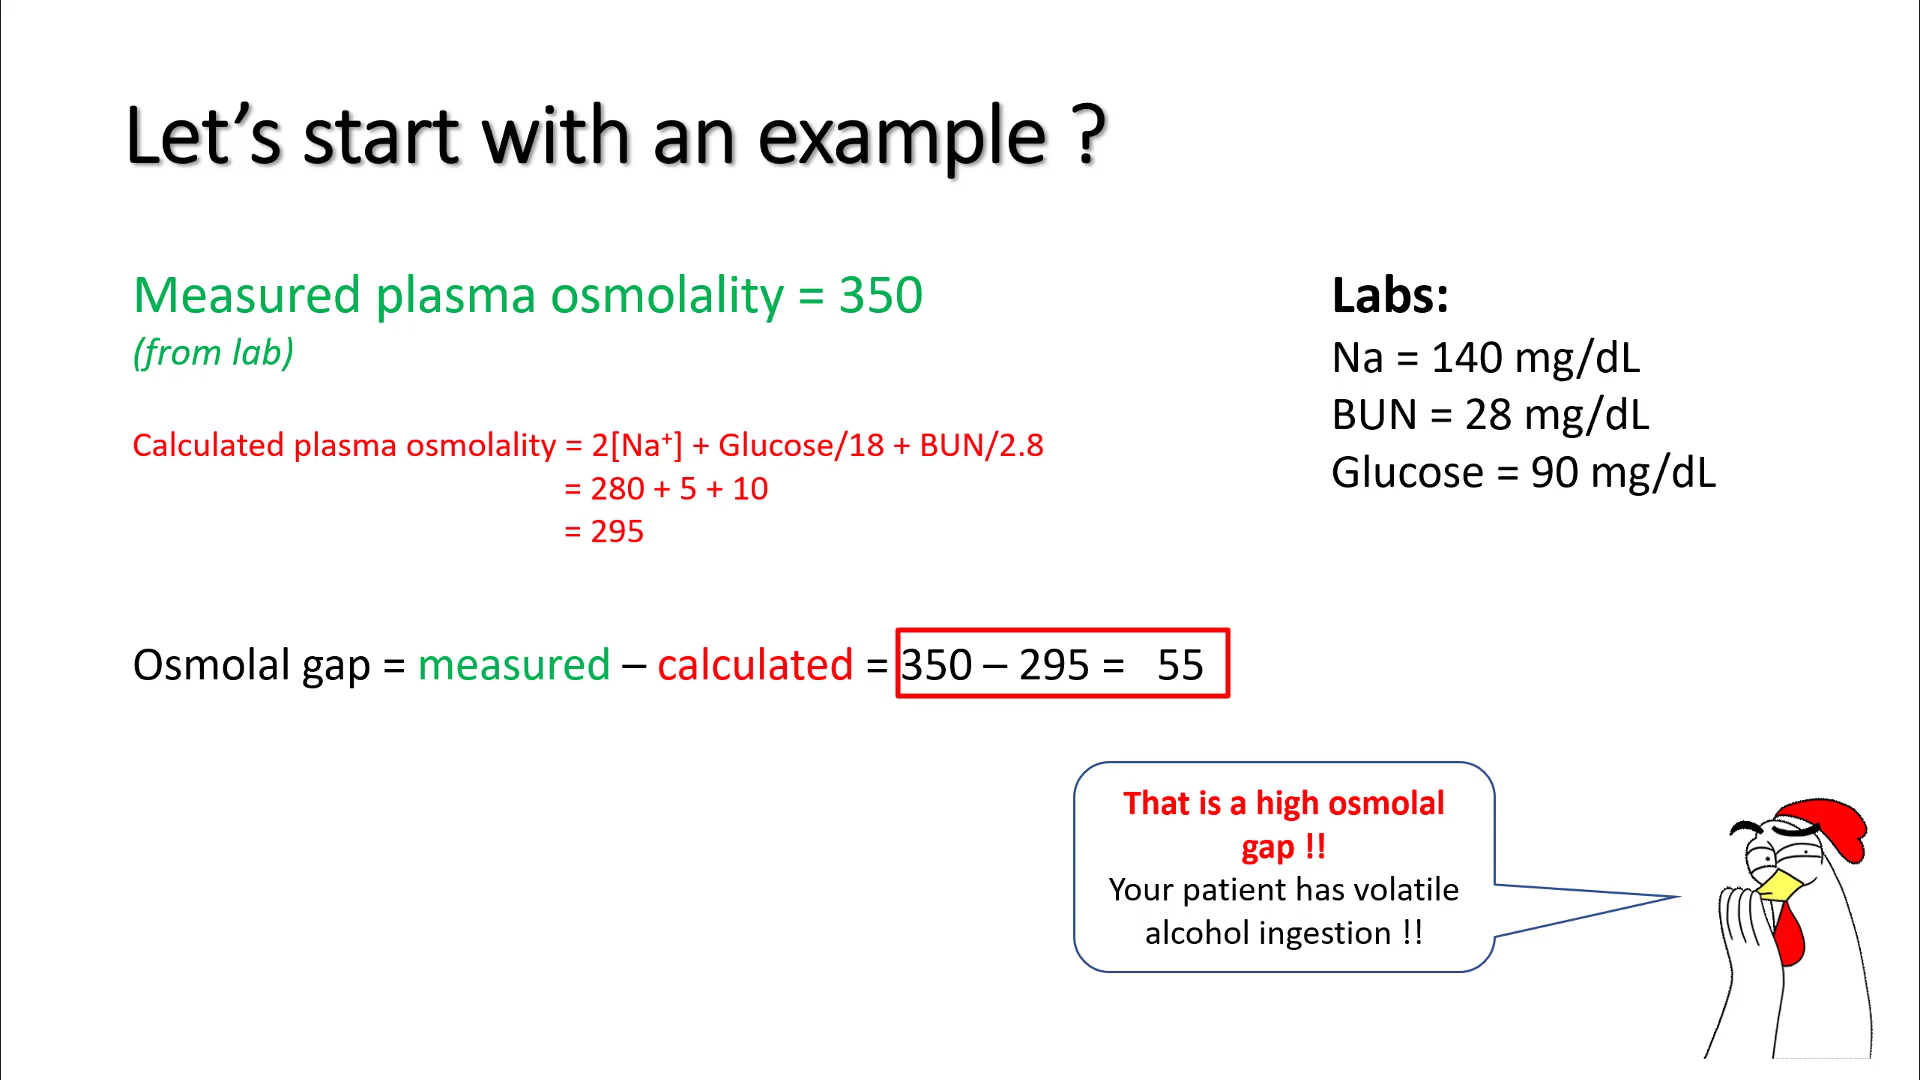 Let’s start with an example ?
Measured plasma osmolality = 350
(from lab)
Calculated plasma osmolality = 2[Na⁺] + Glucose/18 + BUN/2.8
= 280 + 5 + 10
= 295
Labs:
Na = 140 mg/dL
BUN = 28 mg/dL
Glucose = 90 mg/dL
Osmolal gap = measured – calculated = 350 – 295 = 55
That is a high osmolal
gap !!
Your patient has volatile
alcohol ingestion !!